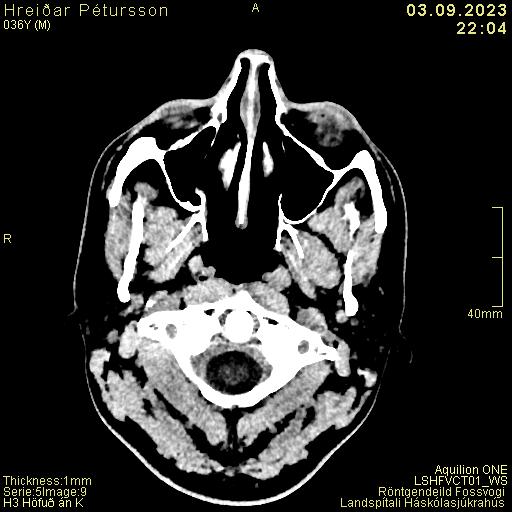 Hreiðar Pétursson
036Y (M)
A
03.09.2023
22:04
R
40mm
Thickness:1mm
Serie:5Image:9
H3 Höfuð án K
Aquilion ONE
LSHFVCT01_WS
Röntgendeild Fossvogi
Landspítali Háskólasjúkrahús